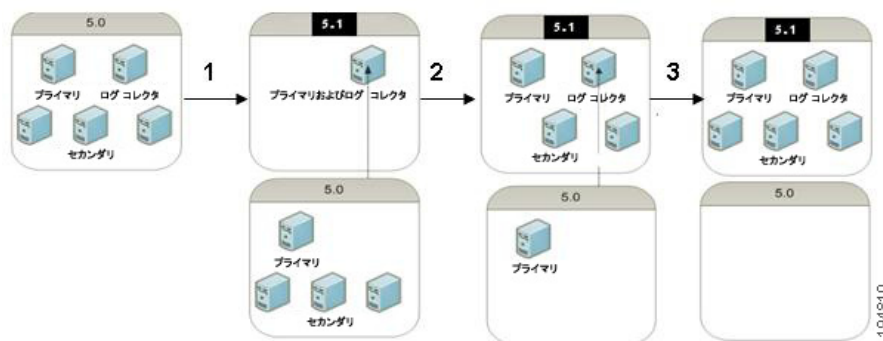 5.0
プライマリ
ログ コレクタ
セカンダリ
1
5.1
プライマリおよびログ コレクタ
5.0
プライマリ
セカンダリ
2
5.1
プライマリ
ログ コレクタ
セカンダリ
5.0
プライマリ
3
5.1
プライマリ
ログ コレクタ
セカンダリ
5.0
194810